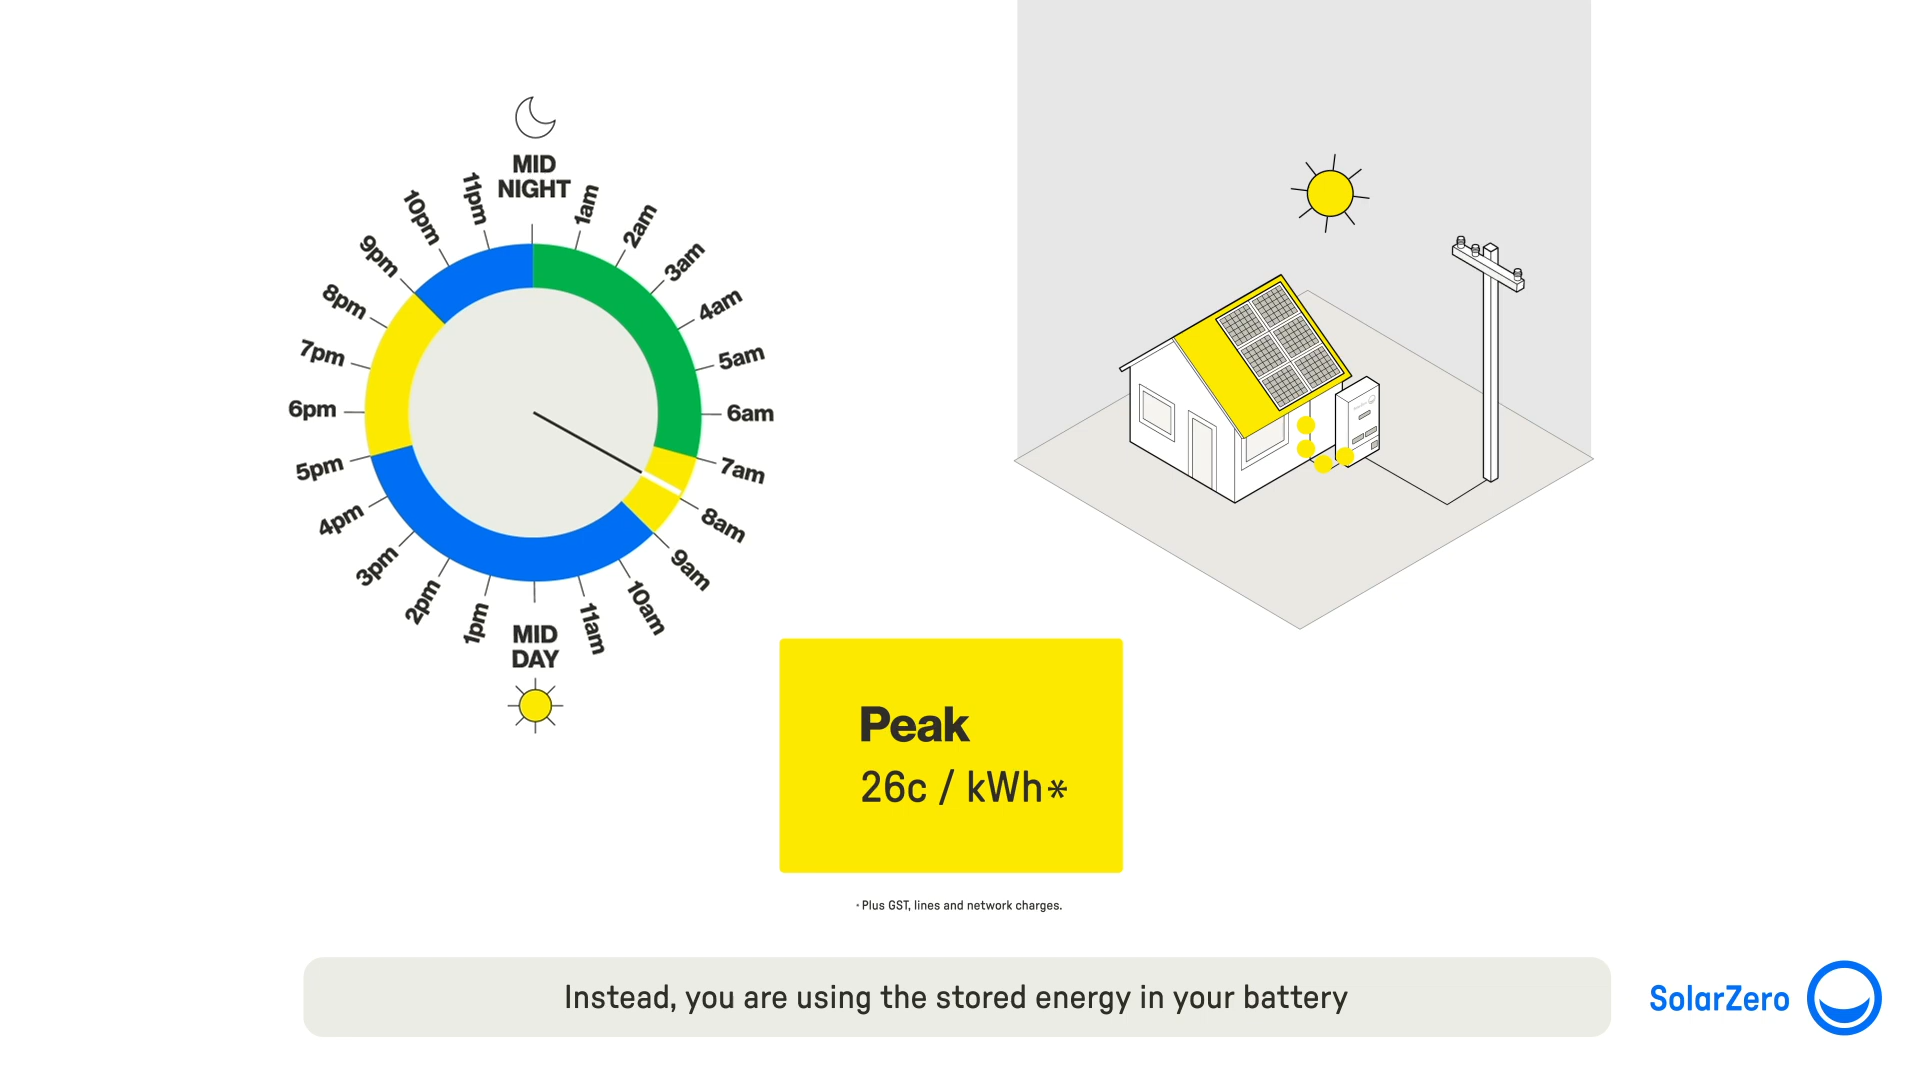 MID
NIGHT
1am
2am
3am
4am
5am
6am
7am
8am
9am
10am
11am
MID
DAY
1pm
2pm
3pm
4pm
5pm
6pm
7pm
8pm
9pm
10pm
11pm
Peak
26c / kWh*
* Plus GST, lines and network charges.
Instead, you are using the stored energy in your battery
SolarZero